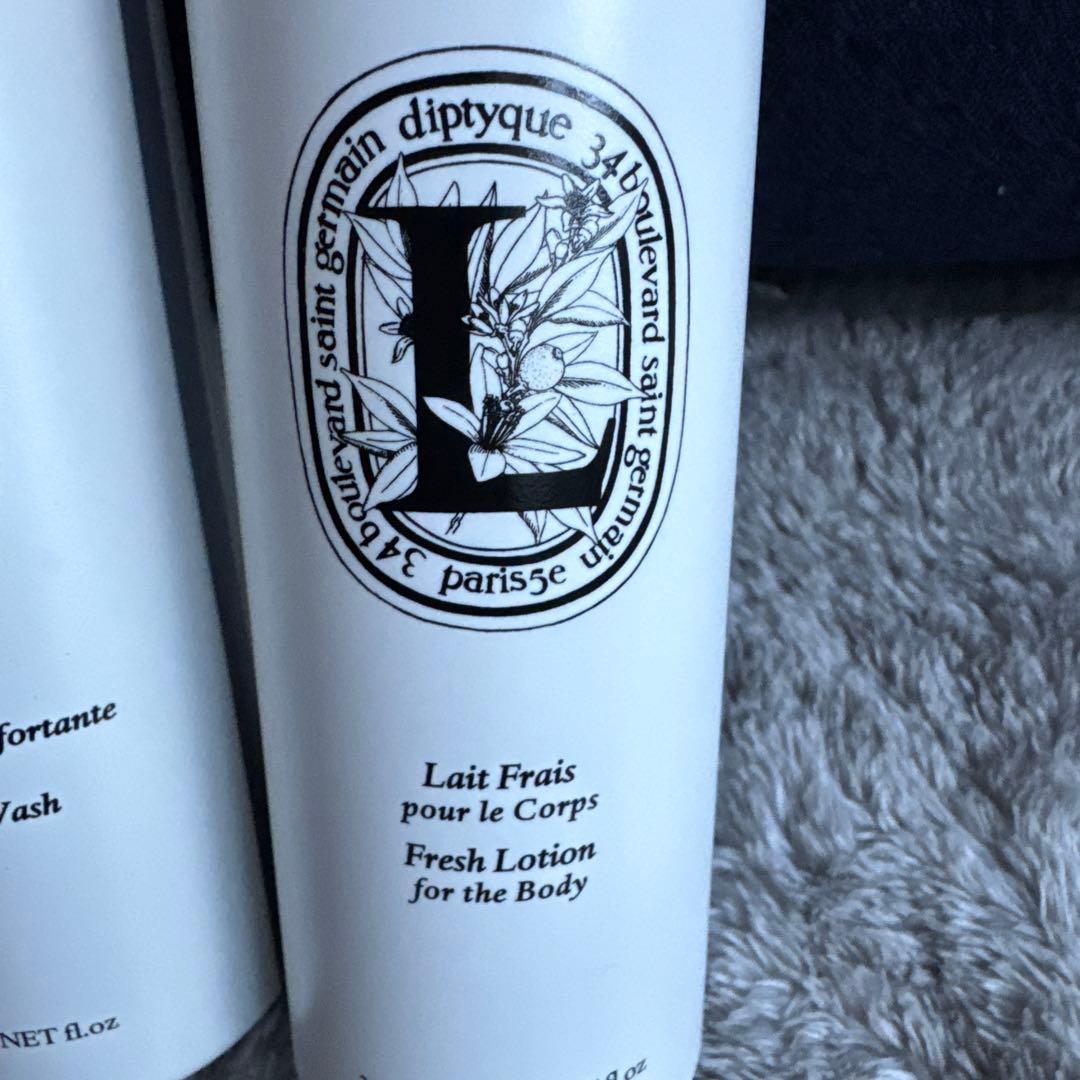 diptyque 34 boulevard saint germain paris5e 34 boulevard saint germain
L
Lait Frais
pour le Corps
Fresh Lotion
for the Body
fortante
NET fl.oz